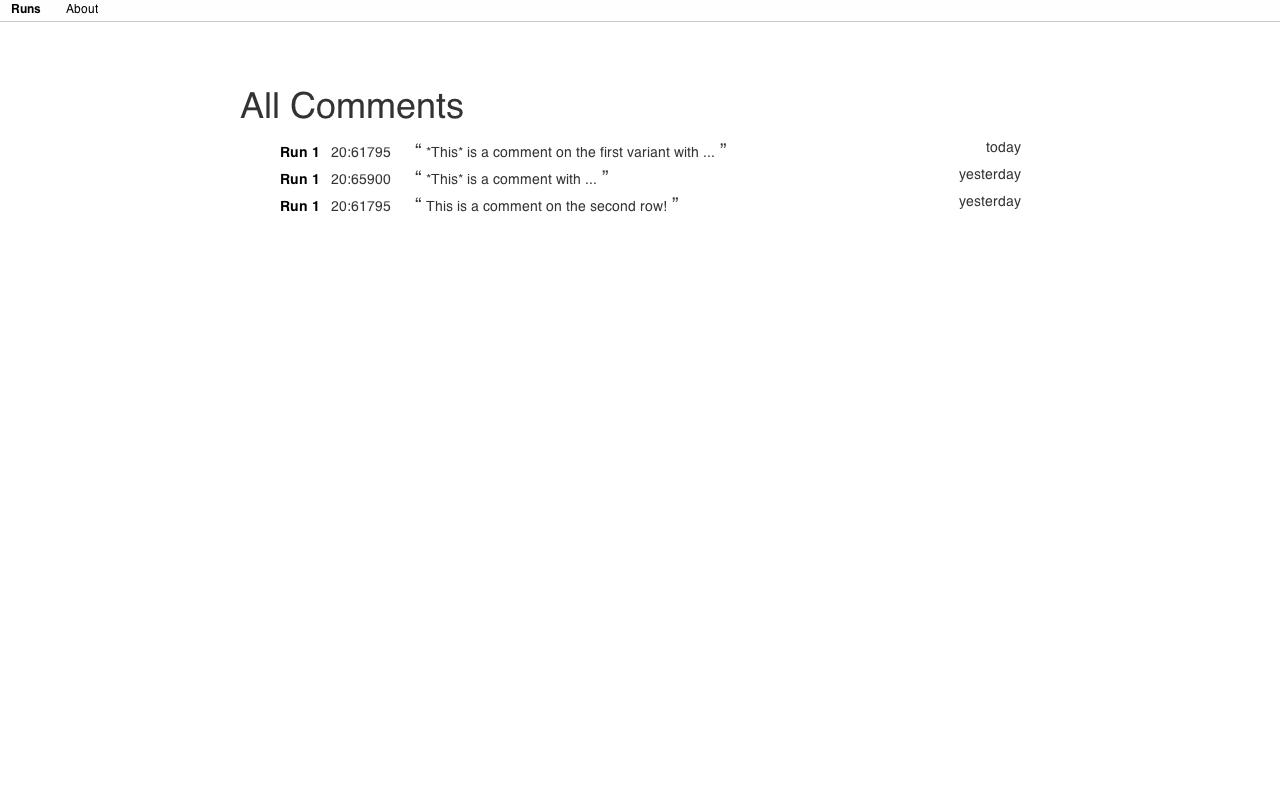 Runs About
All Comments
Run 1 20:61795 “ *This* is a comment on the first variant with ... ” today
Run 1 20:65900 “ *This* is a comment with ... ” yesterday
Run 1 20:61795 “ This is a comment on the second row! ” yesterday